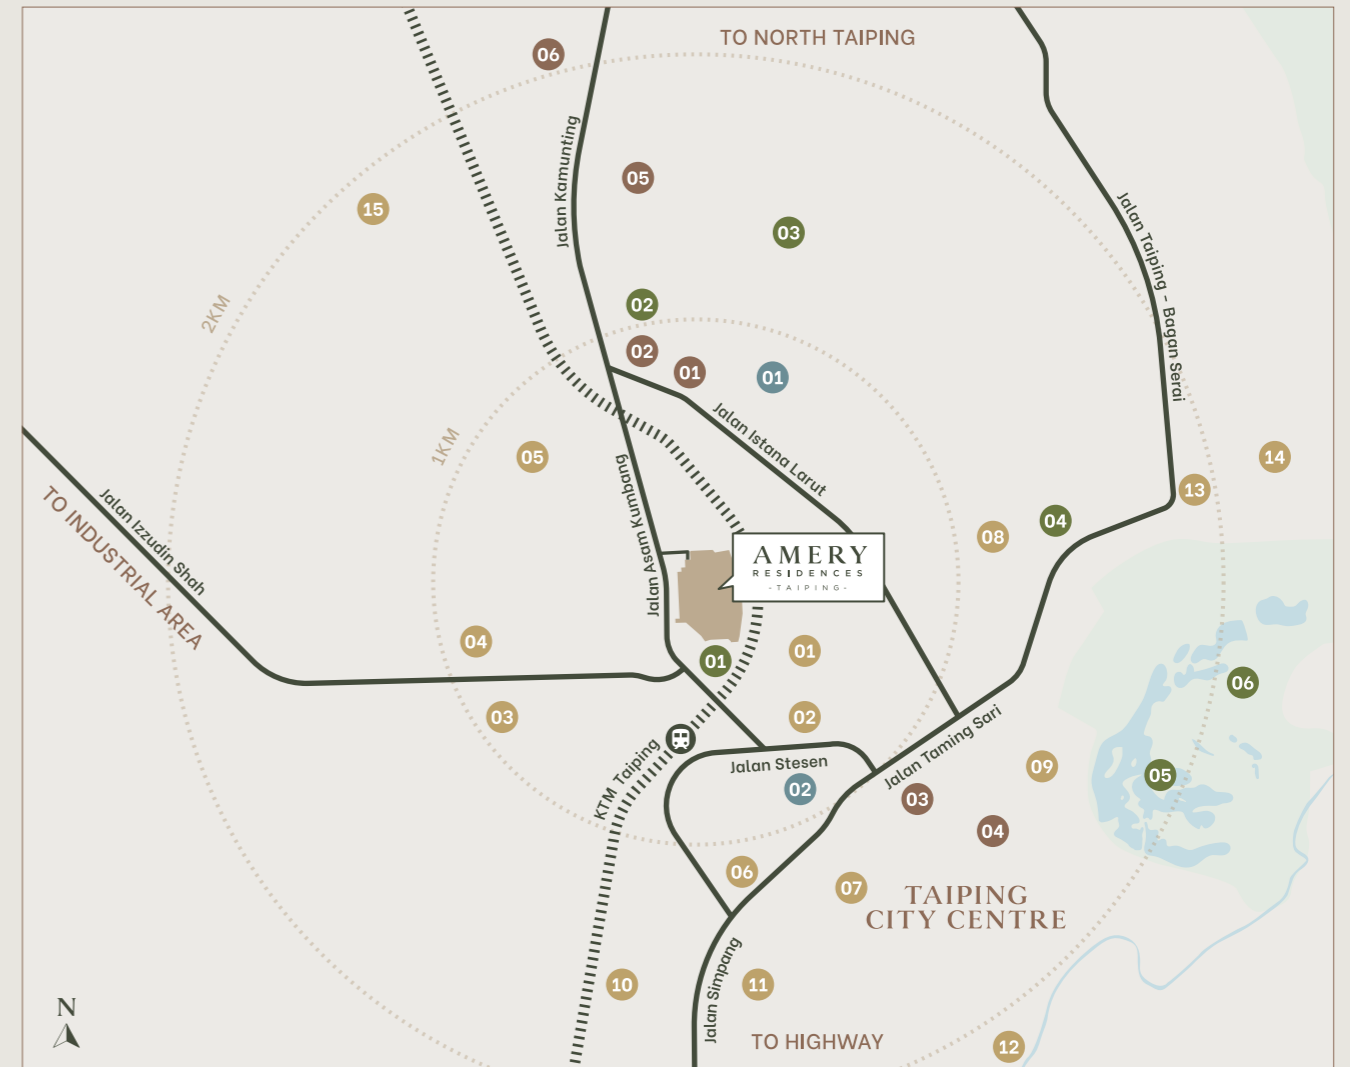 TO NORTH TAIPING
06
Jalan Kamunting
05
15
03
Jalan Taiping - Bagan Serai
2KM
02
02
01
01
1KM
05
Jalan Istana Larut
14
13
Jalan Izzudin Shah
TO INDUSTRIAL AREA
Jalan Asam Kumbang
08
04
AMERY
RESIDENCES
-TAIPING-
04
01
01
06
03
02
KTM Taiping
Jalan Stesen
02
Jalan Taming Sari
09
05
03
04
06
07
TAIPING
CITY CENTRE
10
11
Jalan Simpang
N
TO HIGHWAY
12